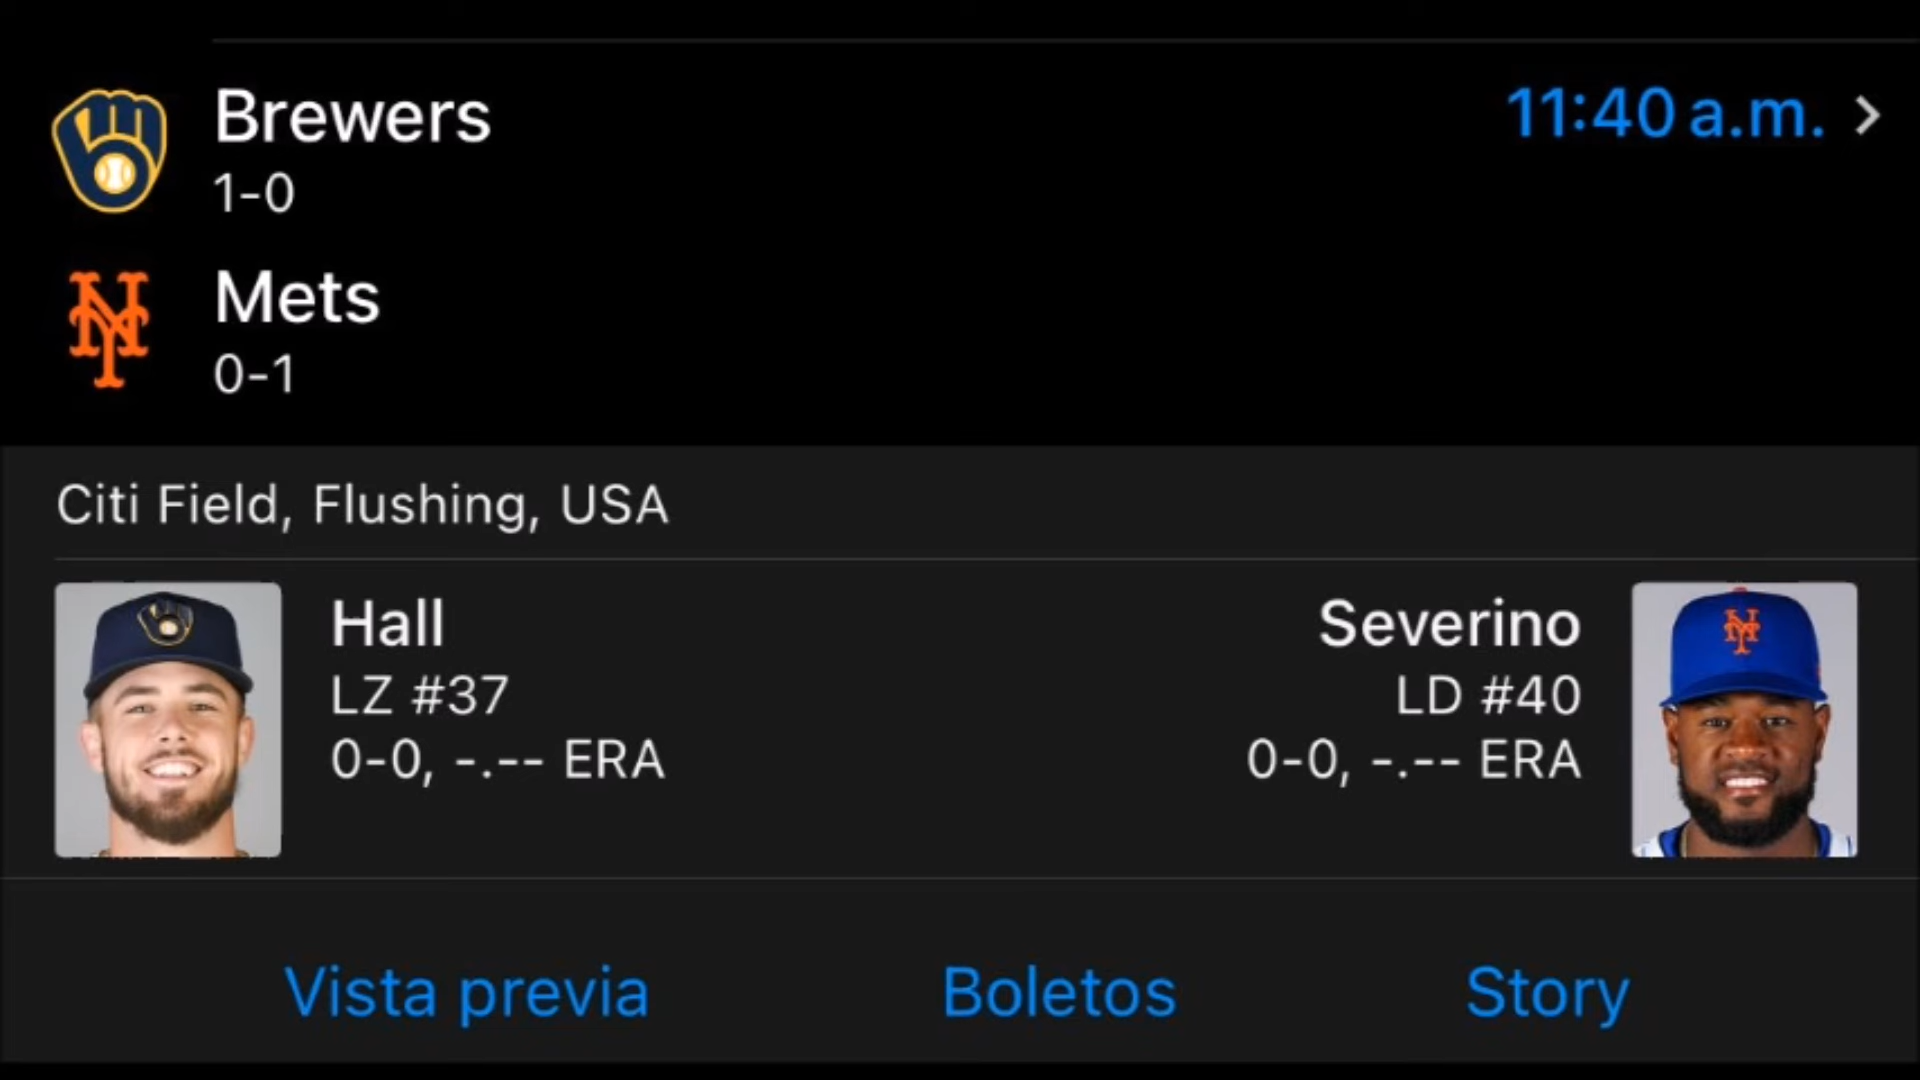 Brewers
11:40 a.m.
1-0
Mets
0-1
Citi Field, Flushing, USA
Hall
LZ #37
0-0, -.-- ERA
Severino
LD #40
0-0, -.-- ERA
Vista previa
Boletos
Story